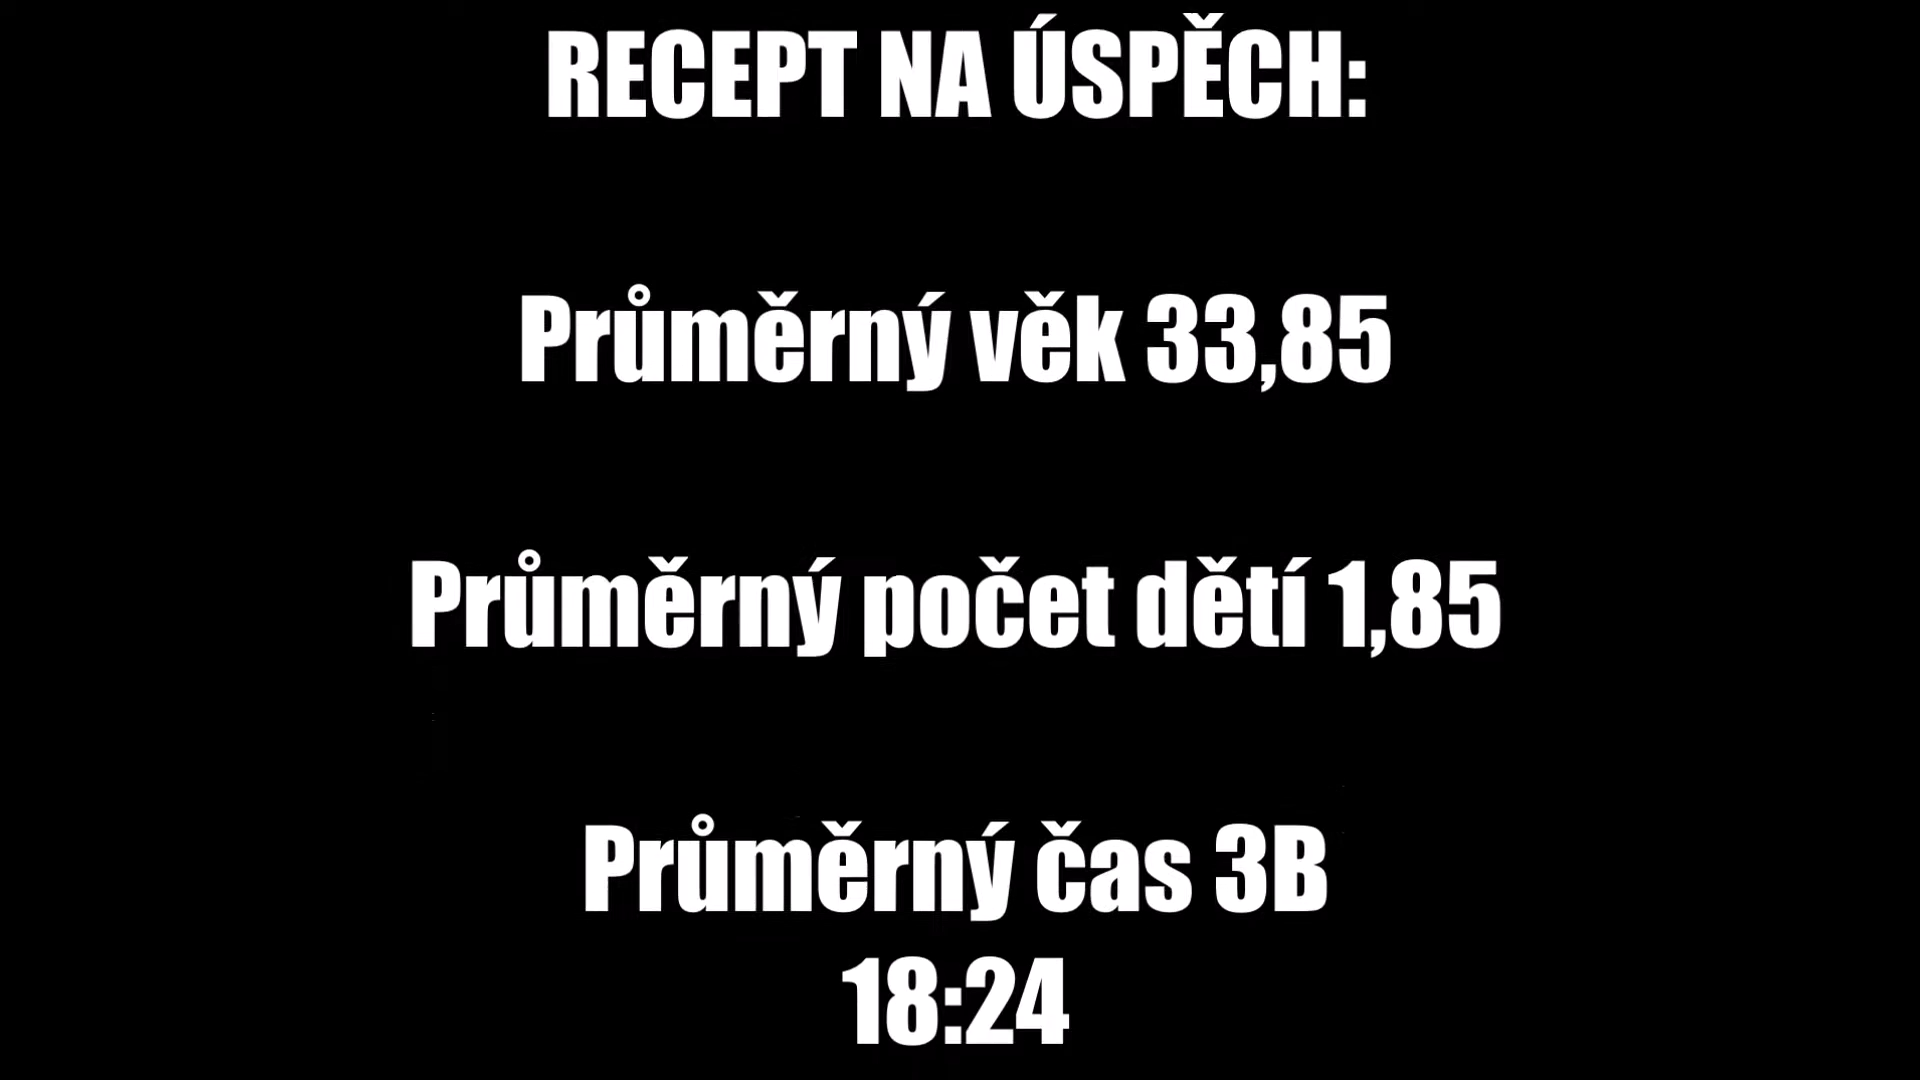 RECEPT NA ÚSPĚCH:
Průměrný věk 33,85
Průměrný počet dětí 1,85
Průměrný čas 3B
18:24